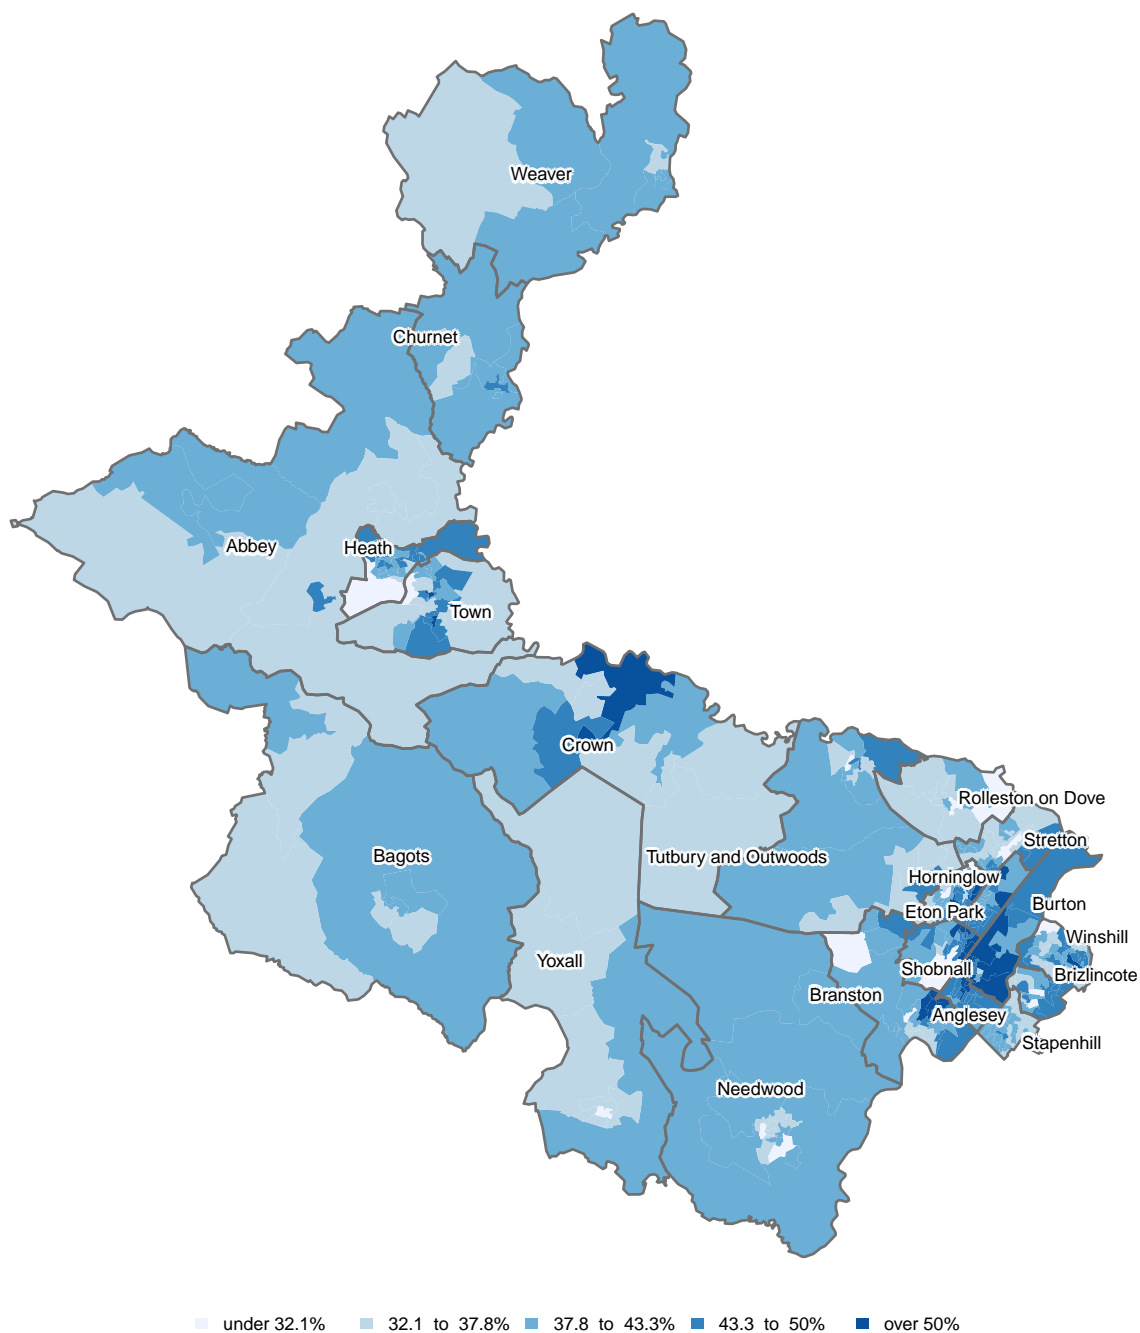 Weaver
Churnet
Abbey
Heath
Town
Crown
Rolleston on Dove
Stretton
Bagots
Tutbury and Outwoods
Horninglow
Eton Park
Burton
Winshill
Yoxall
Shobnall
Brizlincote
Branston
Anglesey
Stapenhill
Needwood
under 32.1% 32.1 to 37.8% 37.8 to 43.3% 43.3 to 50% over 50%